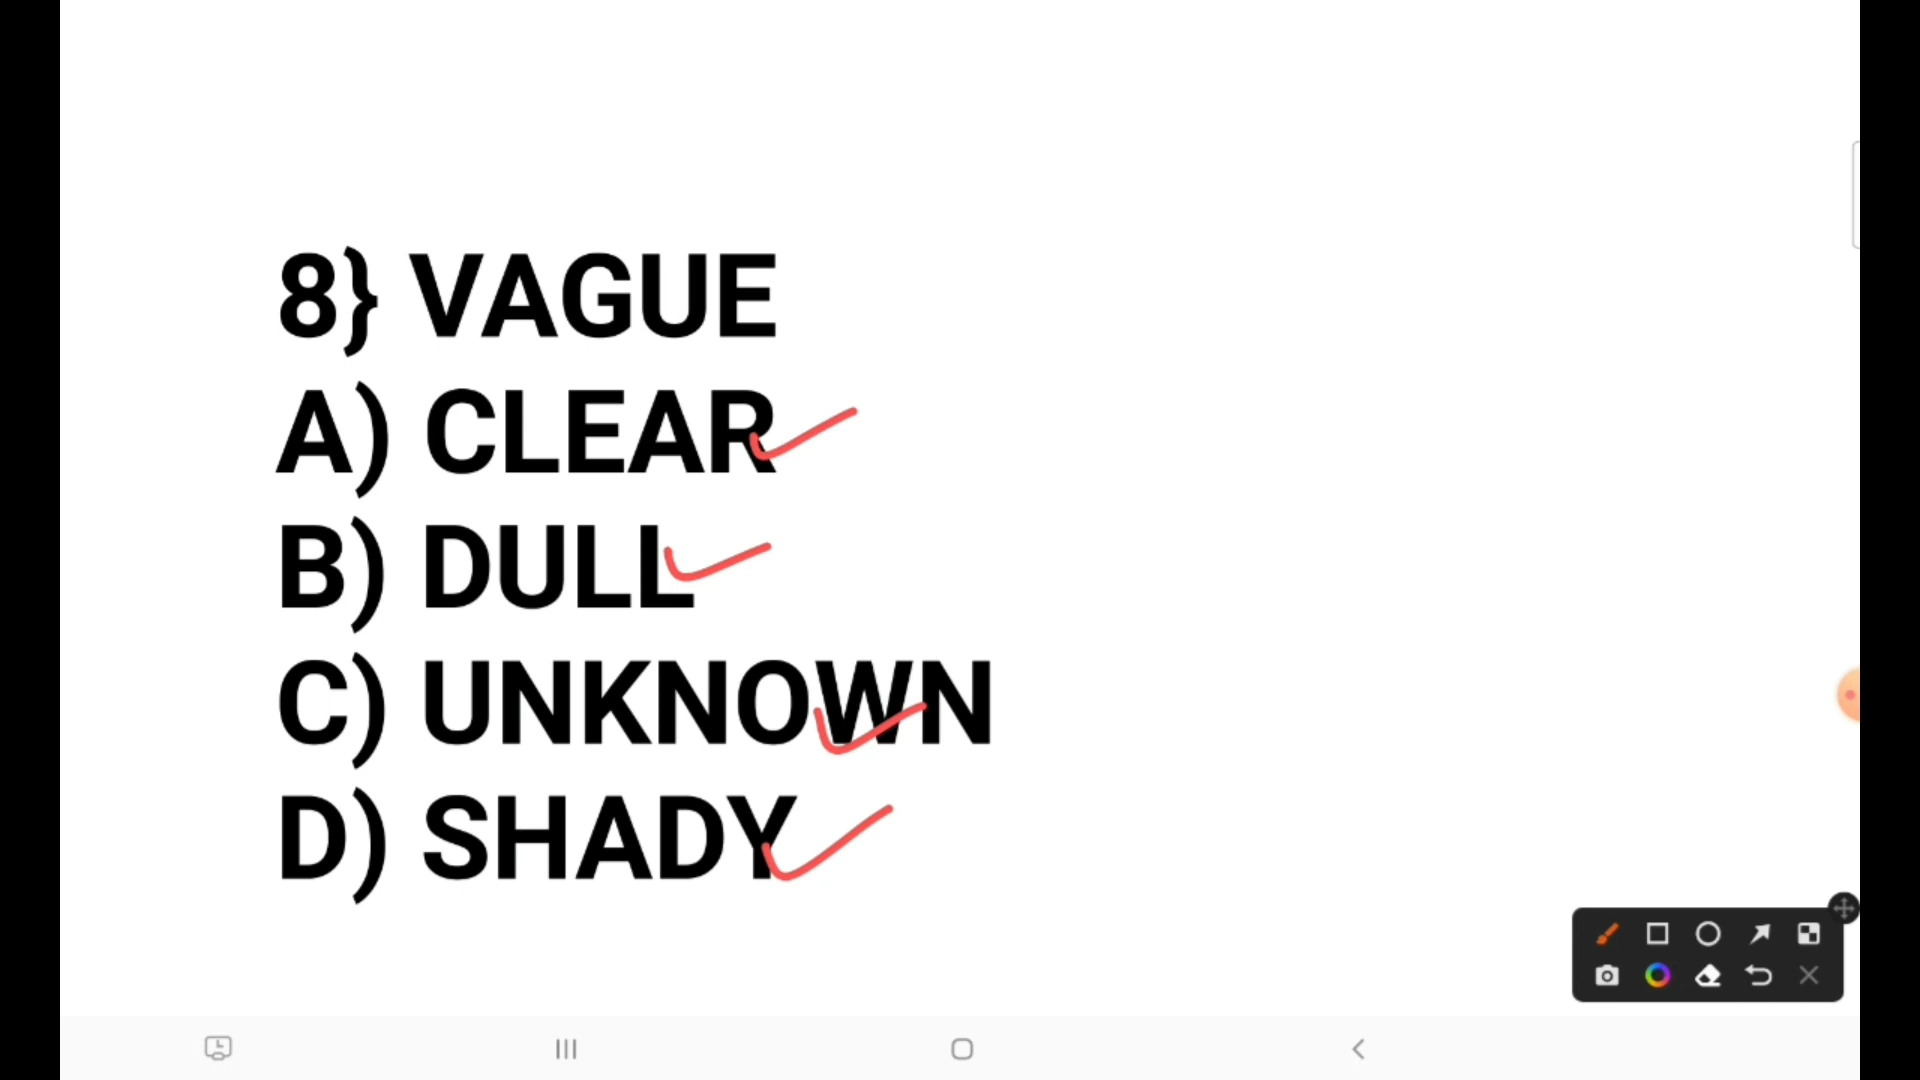 8} VAGUE
A) CLEAR
B) DULL
C) UNKNOWN
D) SHADY